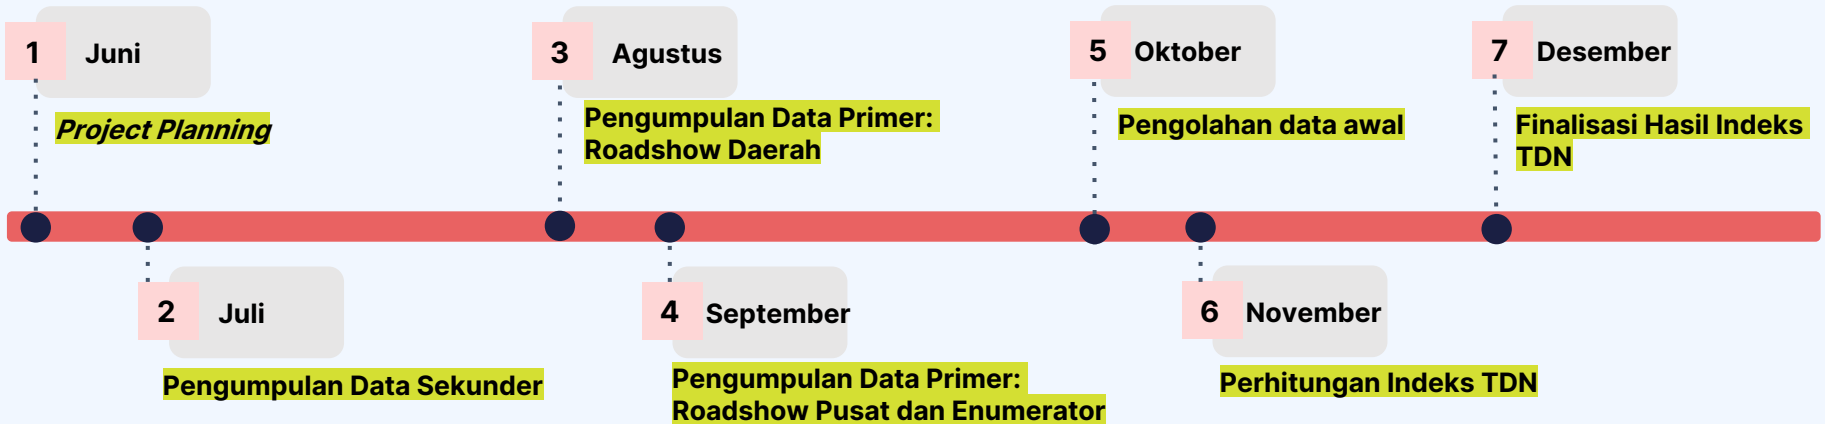 1
Juni
Project Planning
2
Juli
Pengumpulan Data Sekunder
3
Agustus
Pengumpulan Data Primer:
Roadshow Daerah
4
September
Pengumpulan Data Primer:
Roadshow Pusat dan Enumerator
5
Oktober
Pengolahan data awal
6
November
Perhitungan Indeks TDN
7
Desember
Finalisasi Hasil Indeks
TDN